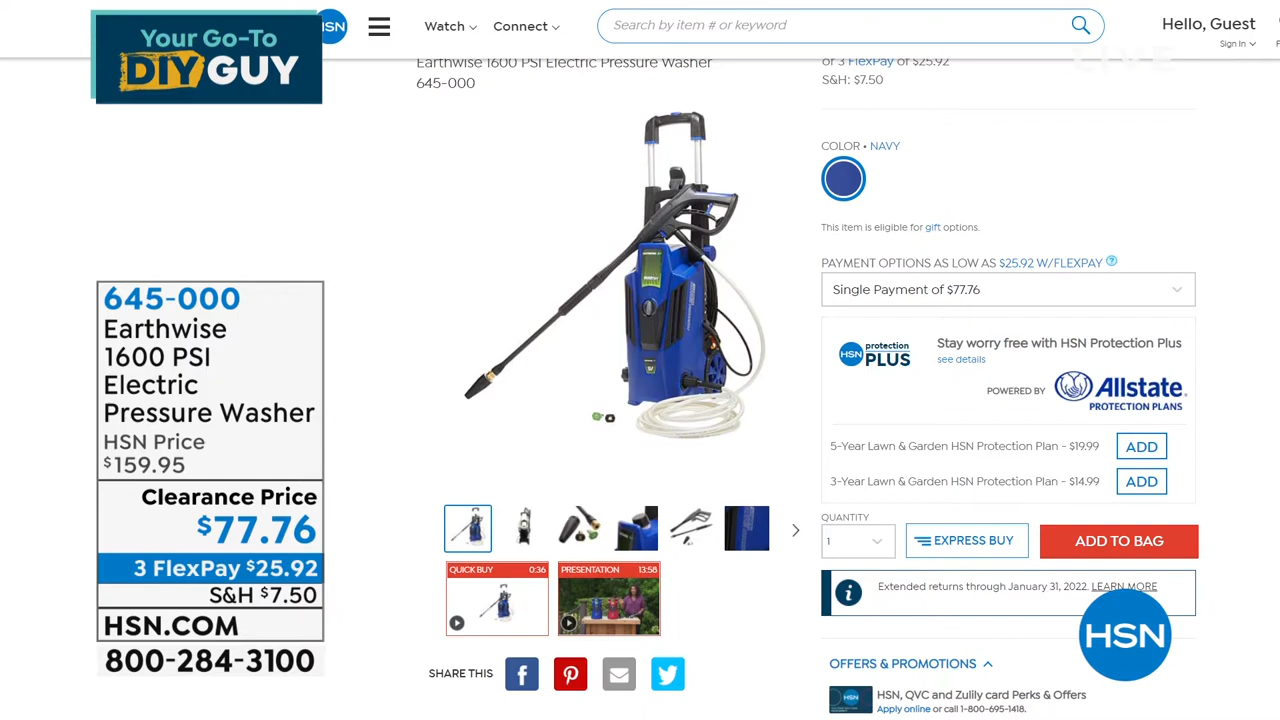 Your Go-To
DIY GUY
HSN
Watch
Connect
Search by item # or keyword
Hello, Guest
Sign In
LIVE
Earthwise 1600 PSI Electric Pressure Washer
645-000
or 3 FlexPay of $25.92
S&H: $7.50
COLOR • NAVY
This item is eligible for gift options.
PAYMENT OPTIONS AS LOW AS $25.92 W/FLEXPAY ?
Single Payment of $77.76
HSN protection PLUS
Stay worry free with HSN Protection Plus
see details
POWERED BY
Allstate
PROTECTION PLANS
5-Year Lawn & Garden HSN Protection Plan - $19.99 ADD
3-Year Lawn & Garden HSN Protection Plan - $14.99 ADD
QUANTITY
1
EXPRESS BUY
ADD TO BAG
Extended returns through January 31, 2022. LEARN MORE
HSN
OFFERS & PROMOTIONS
HSN, QVC and Zulily card Perks & Offers
Apply online or call 1-800-695-1418.
QUICK BUY 0:36
PRESENTATION 13:58
SHARE THIS
645-000
Earthwise
1600 PSI
Electric
Pressure Washer
HSN Price
$159.95
Clearance Price
$77.76
3 FlexPay $25.92
S&H $7.50
HSN.COM
800-284-3100